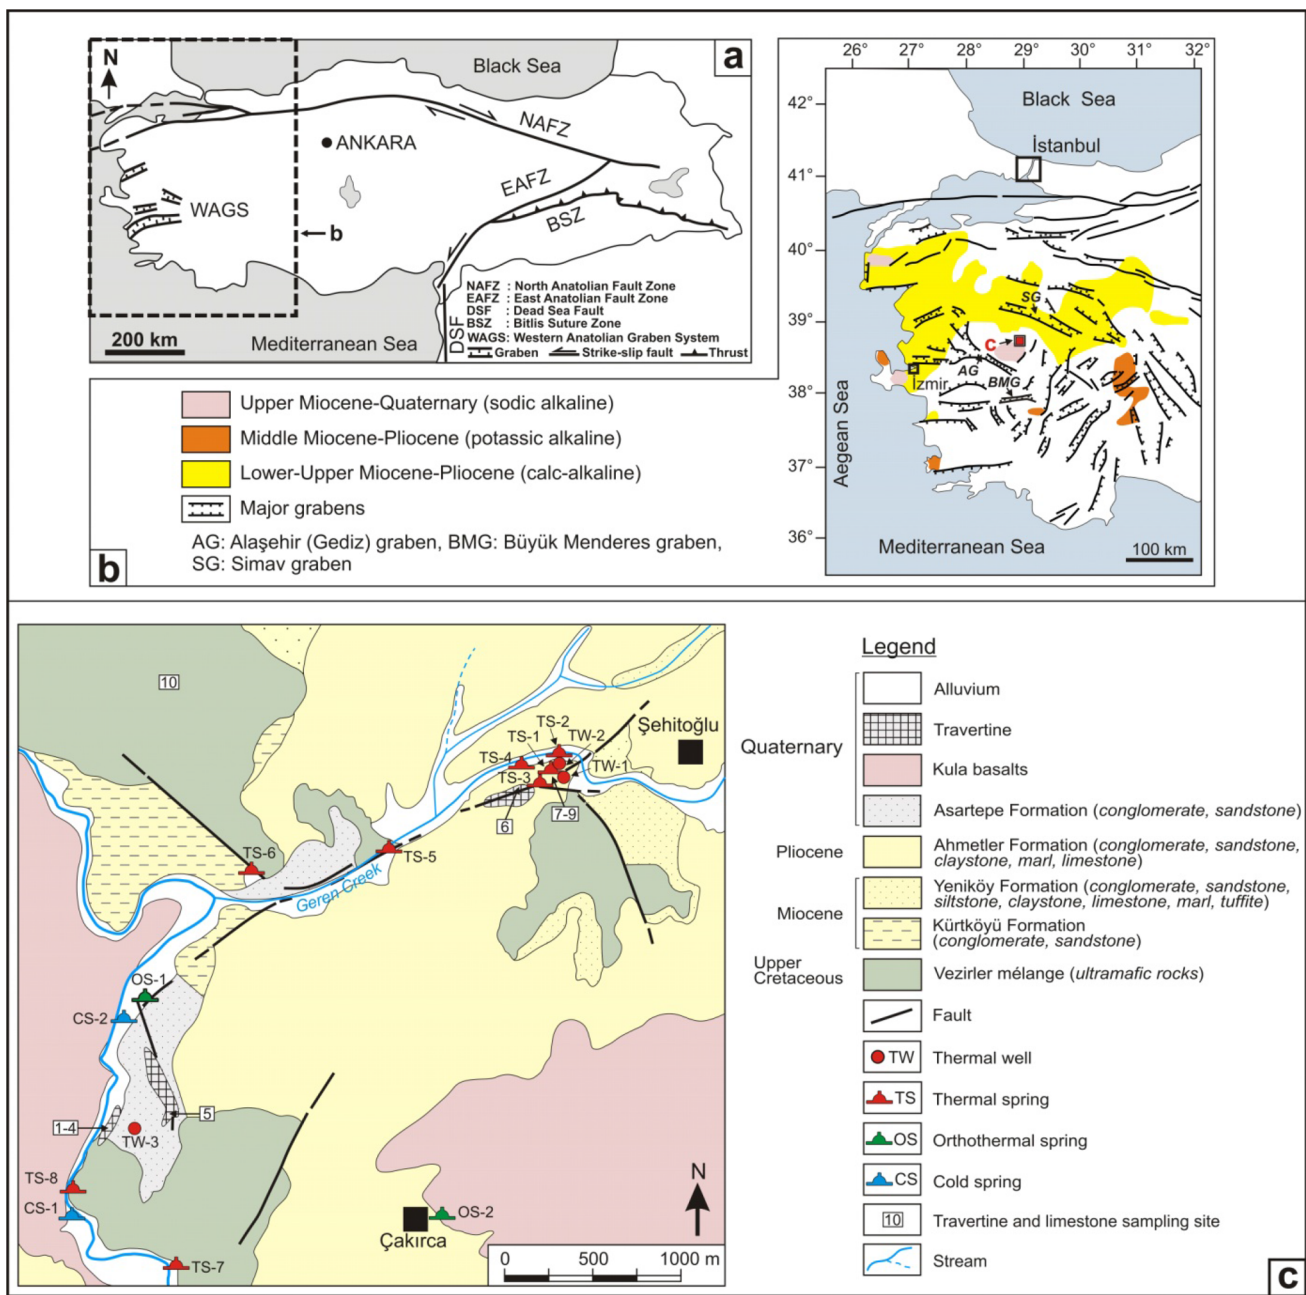 N
Black Sea
a
NAFZ
ANKARA
EAFZ
WAGS
BSZ
b
NAFZ : North Anatolian Fault Zone
EAFZ : East Anatolian Fault Zone
DSF : Dead Sea Fault
BSZ : Bitlis Suture Zone
WAGS: Western Anatolian Graben System
Graben Strike-slip fault Thrust
DSF
200 km
Mediterranean Sea
26° 27° 28° 29° 30° 31° 32°
42°
41°
40°
39°
38°
37°
36°
Black Sea
İstanbul
SG
C
AG
BMG
İzmir
Aegean Sea
Mediterranean Sea
100 km
Upper Miocene-Quaternary (sodic alkaline)
Middle Miocene-Pliocene (potassic alkaline)
Lower-Upper Miocene-Pliocene (calc-alkaline)
Major grabens
AG: Alaşehir (Gediz) graben, BMG: Büyük Menderes graben,
SG: Simav graben
b
10
Şehitoğlu
TS-2
TS-1
TW-2
TS-4
TW-1
TS-3
6
7-9
TS-6
TS-5
Geren Creek
OS-1
CS-2
5
1-4
TW-3
TS-8
CS-1
TS-7
OS-2
Çakırca
N
0 500 1000 m
Legend
Quaternary
Alluvium
Travertine
Kula basalts
Asartepe Formation (conglomerate, sandstone)
Pliocene
Ahmetler Formation (conglomerate, sandstone,
claystone, marl, limestone)
Miocene
Yeniköy Formation (conglomerate, sandstone,
siltstone, claystone, limestone, marl, tuffite)
Kürtköyü Formation
(conglomerate, sandstone)
Upper
Cretaceous
Vezirler mélange (ultramafic rocks)
Fault
TW Thermal well
TS Thermal spring
OS Orthothermal spring
CS Cold spring
10 Travertine and limestone sampling site
Stream
c